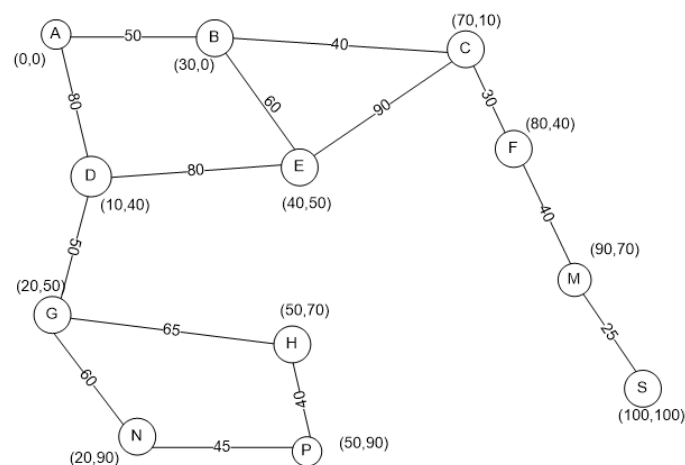 A
50
B
40
C
(0,0)
(30,0)
(70,10)
80
60
90
30
F
(80,40)
D
80
E
(10,40)
(40,50)
50
40
M
(90,70)
(20,50)
G
65
H
(50,70)
25
60
40
S
(100,100)
N
45
P
(20,90)
(50,90)